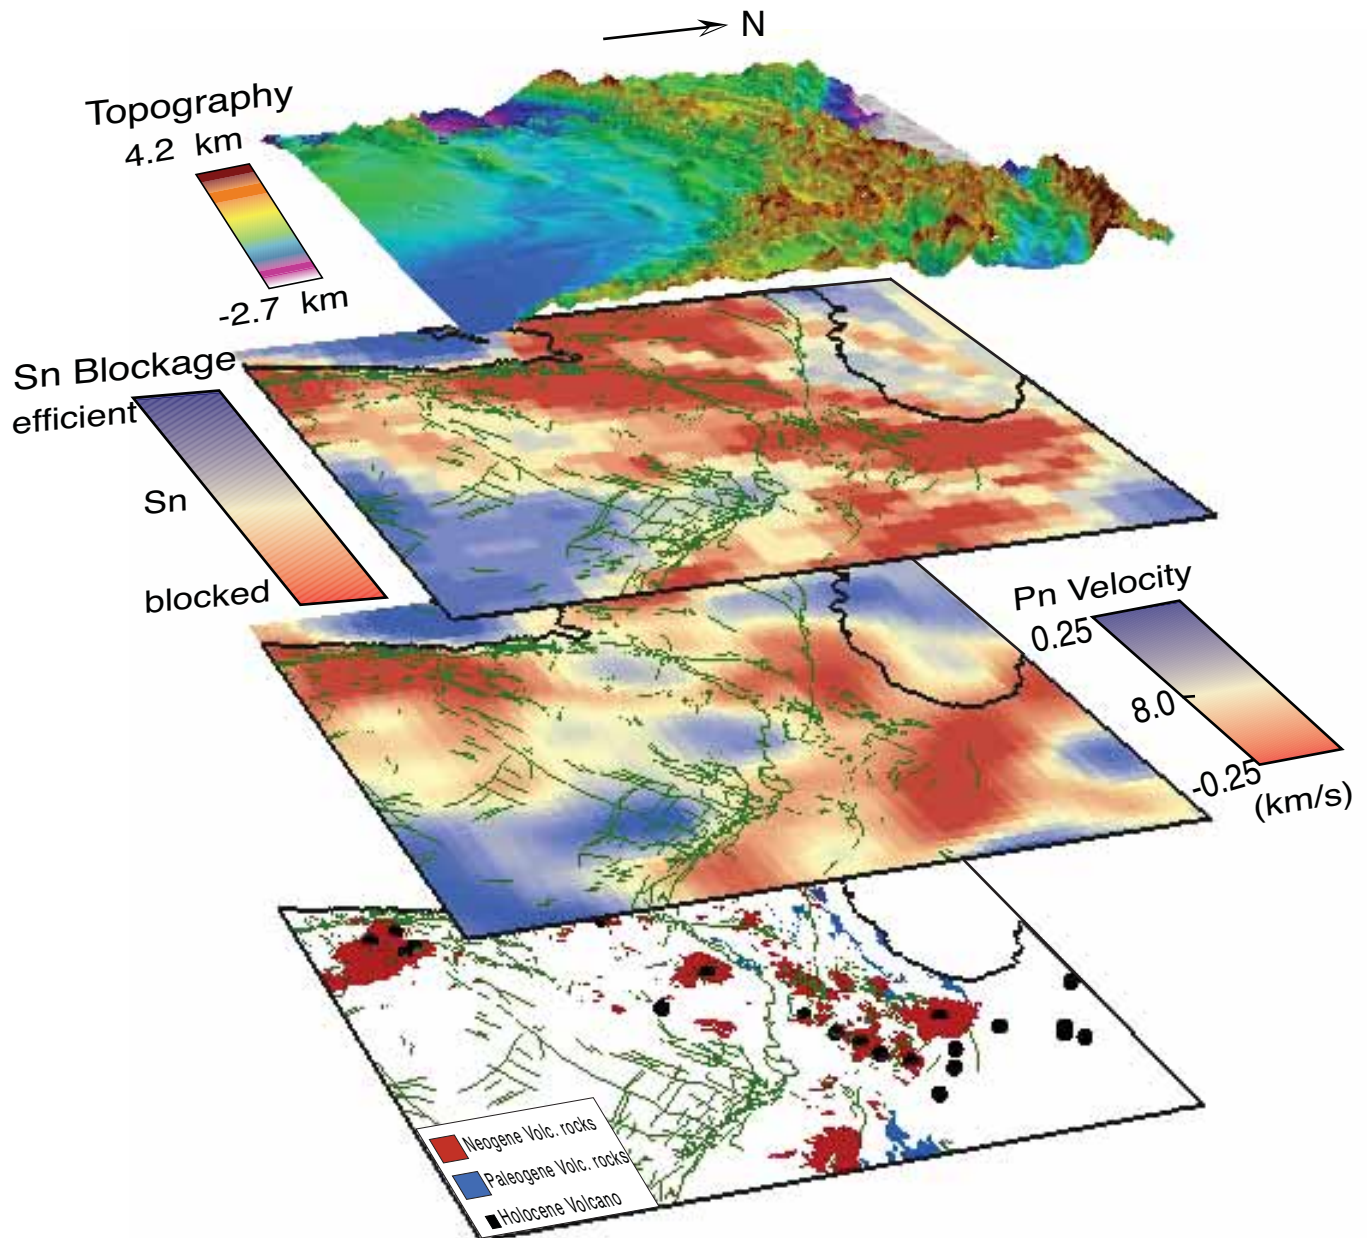 N
Topography
4.2 km
-2.7 km
Sn Blockage
efficient
Sn
blocked
Pn Velocity
0.25
8.0
-0.25
(km/s)
Neogene Volc. rocks
Paleogene Volc. rocks
Holocene Volcano